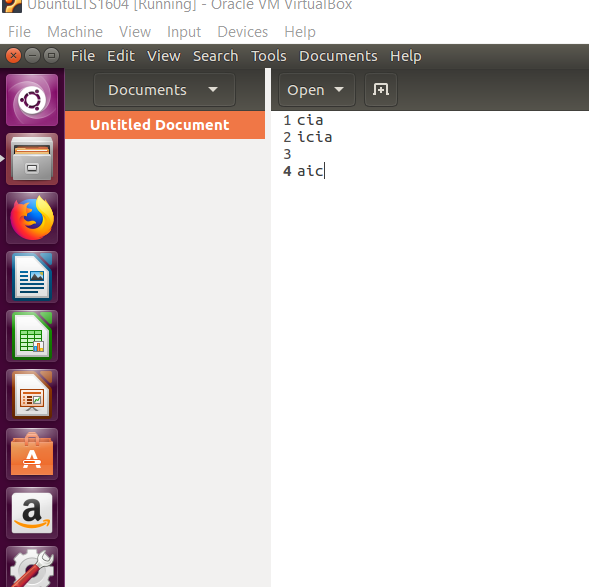 UbuntuLTS1604 [Running] - Oracle VM VirtualBox
File Machine View Input Devices Help
File Edit View Search Tools Documents Help
Documents Open
Untitled Document
1 cia
2 icia
3
4 aic